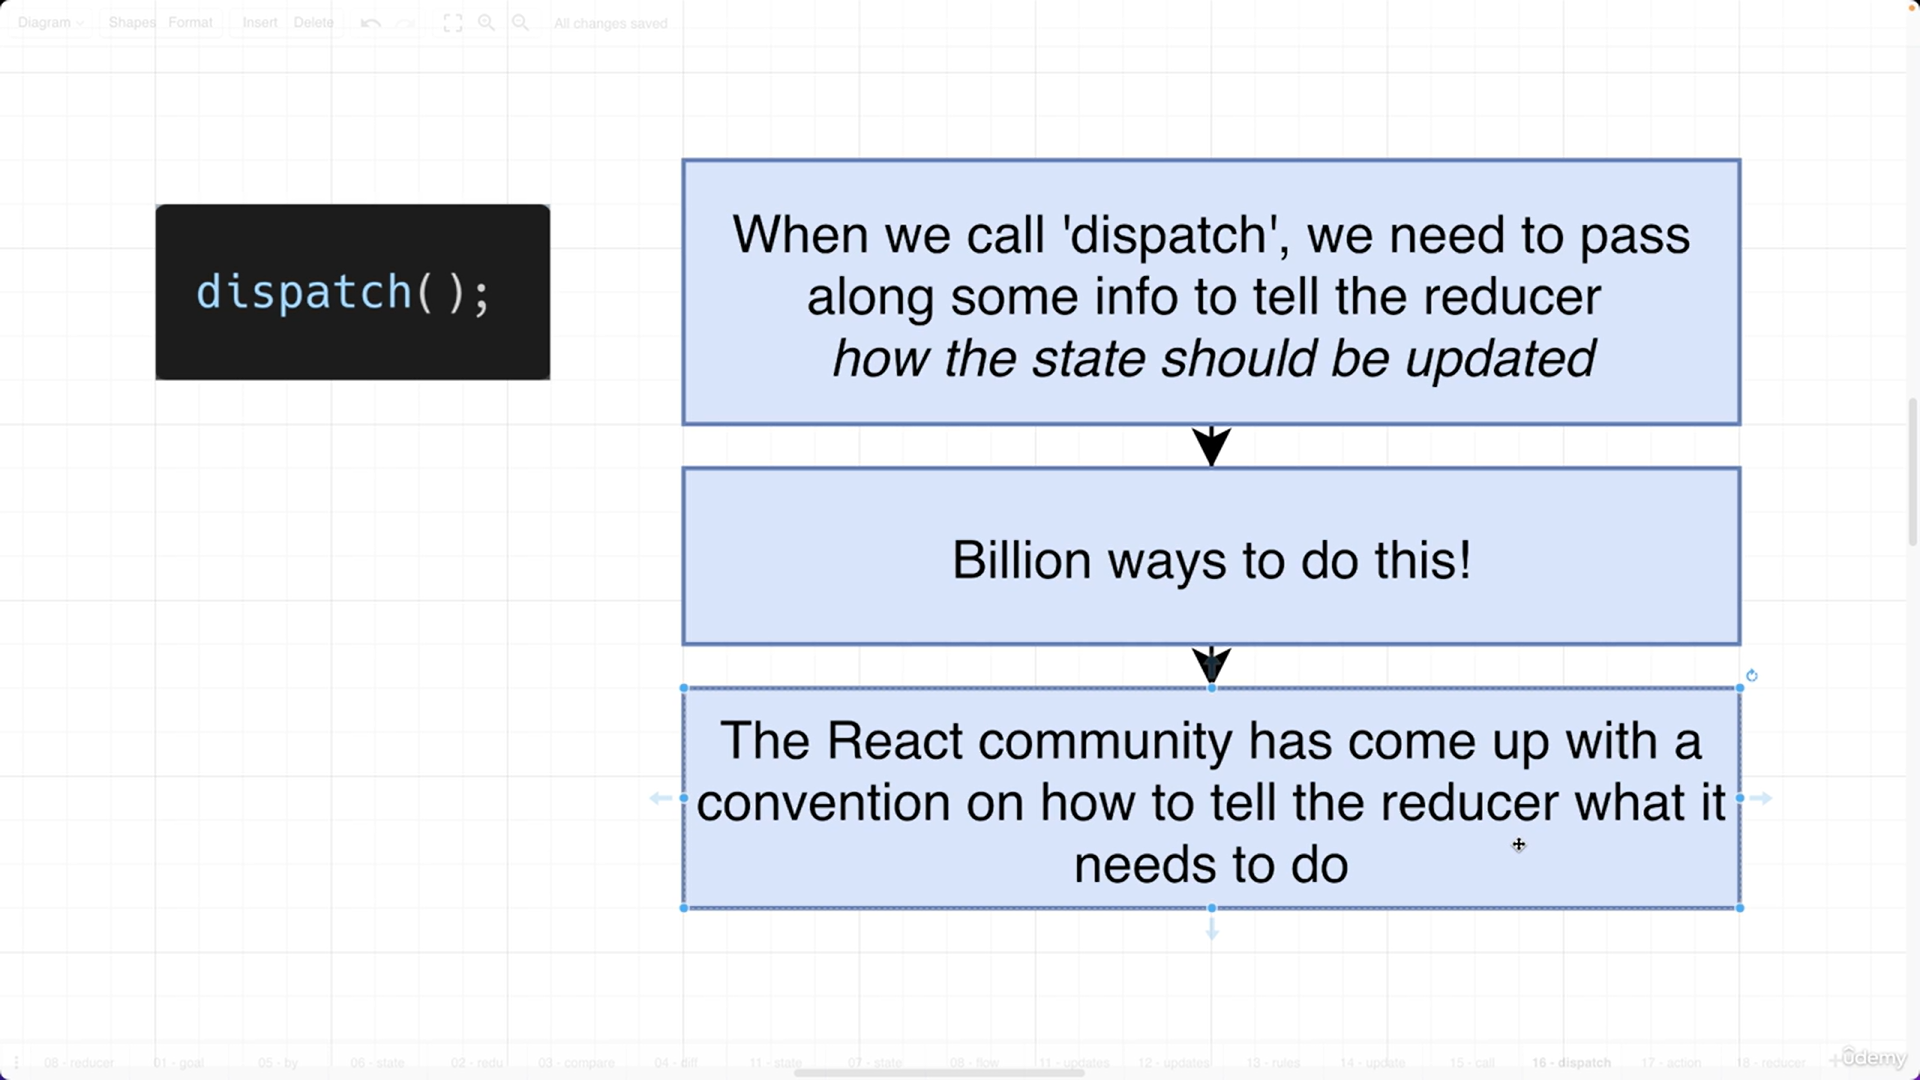 Diagram Shapes Format Insert Delete All changes saved
dispatch();
When we call 'dispatch', we need to pass
along some info to tell the reducer
how the state should be updated
Billion ways to do this!
The React community has come up with a
convention on how to tell the reducer what it
needs to do
08 - reducer 01 - goal 05 - by 06 - state 02 - redu 03 - compare 04 - diff 11 - state 07 - state 08 - flow 11 - updates 12 - updates 13 - rules 14 - update 15 - call 16 - dispatch 17 - action 18 - reducer
ûdemy